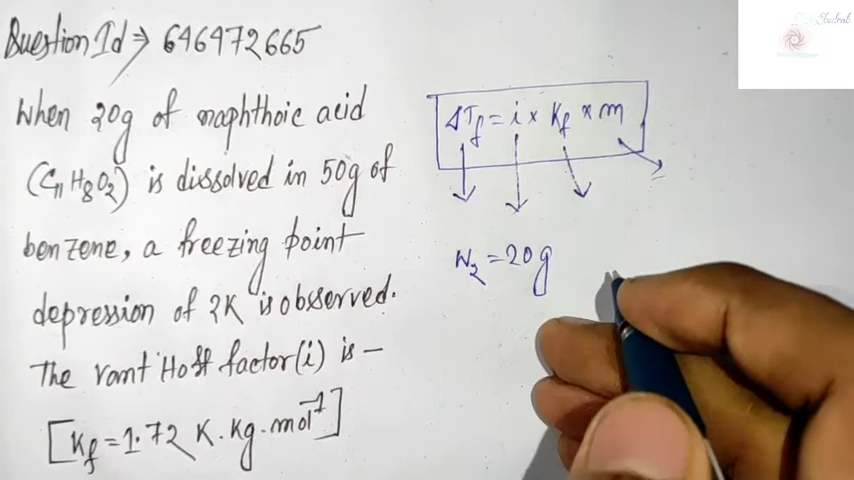 Question Id ⇒ 646472665
When 20g of naphthoic acid
(C11H8O2) is dissolved in 50g of
benzene, a freezing point
depression of 2K is observed.
The vant Hoff factor(i) is —
[Kf = 1.72 K.kg.mol-1]
ΔTf = i × Kf × m
W2 = 20g